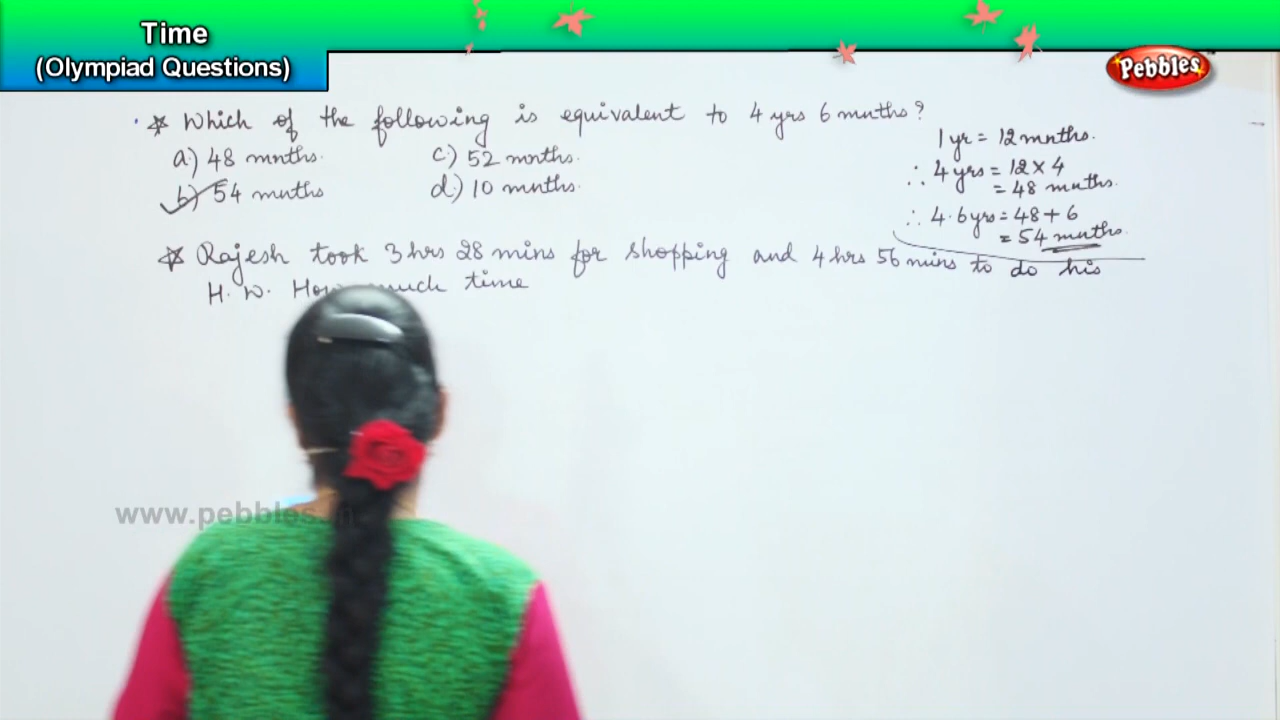 Time
(Olympiad Questions)
Pebbles
☆ Which of the following is equivalent to 4 yrs 6 mnths?
a.) 48 mnths.
c.) 52 mnths.
b.) 54 mnths
d.) 10 mnths.
1 yr = 12 mnths.
∴ 4 yrs = 12 x 4
= 48 mnths.
∴ 4.6 yrs = 48 + 6
= 54 mnths.
☆ Rajesh took 3 hrs 28 mins for shopping and 4 hrs 56 mins to do his
H. W. How much time
www.pebbles.in